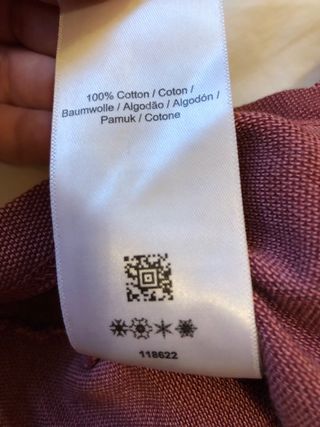 100% Cotton / Coton /
Baumwolle / Algodão / Algodón /
Pamuk / Cotone
118622